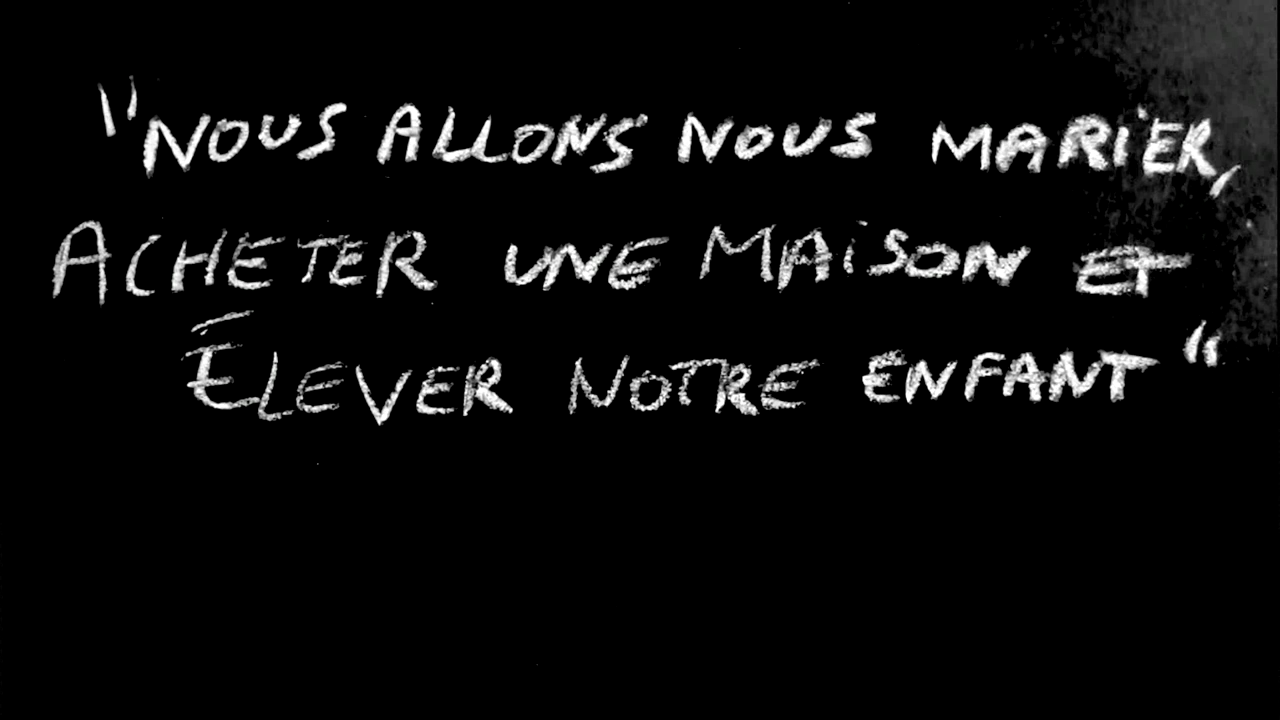 "NOUS ALLONS NOUS MARiER,
ACHETER UNE MAiSON ET
ÉLEVER NOTRE ENFANT"